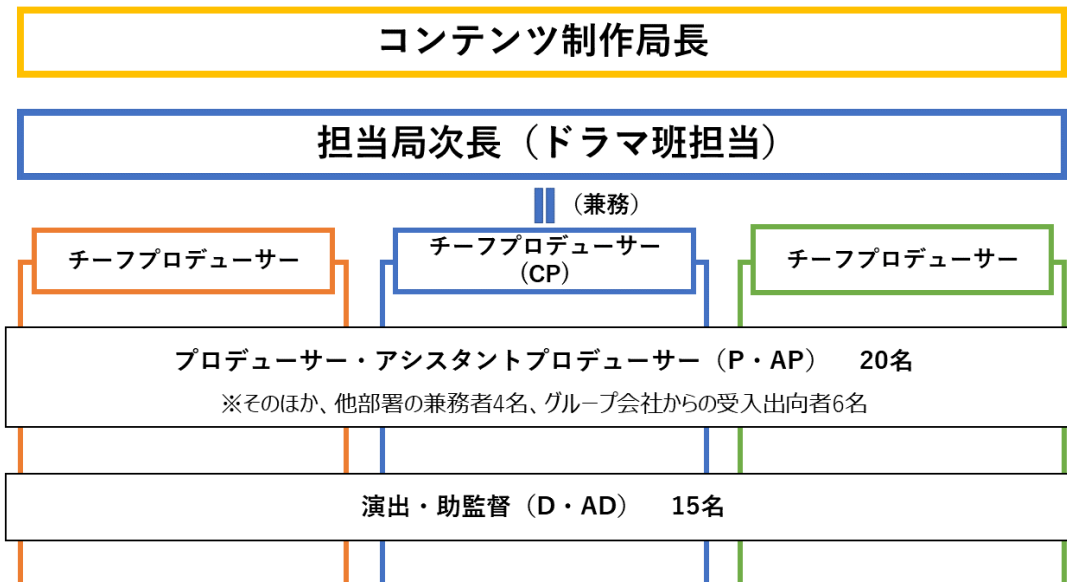 コンテンツ制作局長
担当局次長（ドラマ班担当）
（兼務）
チーフプロデューサー
チーフプロデューサー
（CP）
チーフプロデューサー
プロデューサー・アシスタントプロデューサー（P・AP）　20名
※そのほか、他部署の兼務者4名、グループ会社からの受入出向者6名
演出・助監督（D・AD）　15名